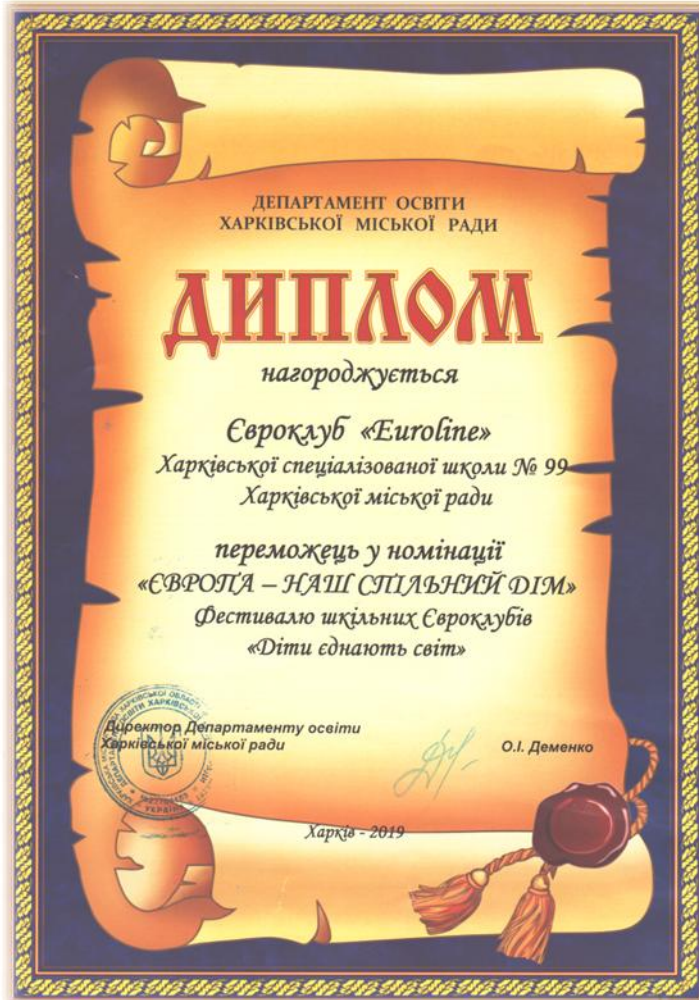 ДЕПАРТАМЕНТ ОСВІТИ
ХАРКІВСЬКОЇ МІСЬКОЇ РАДИ
ДИПЛОМ
нагороджується
Євроклуб «Euroline»
Харківської спеціалізованої школи № 99
Харківської міської ради
переможець у номінації
«ЄВРОПА – НАШ СПІЛЬНИЙ ДІМ»
Фестивалю шкільних Євроклубів
«Діти єднають світ»
Директор Департаменту освіти
Харківської міської ради
О.І. Деменко
Харків - 2019